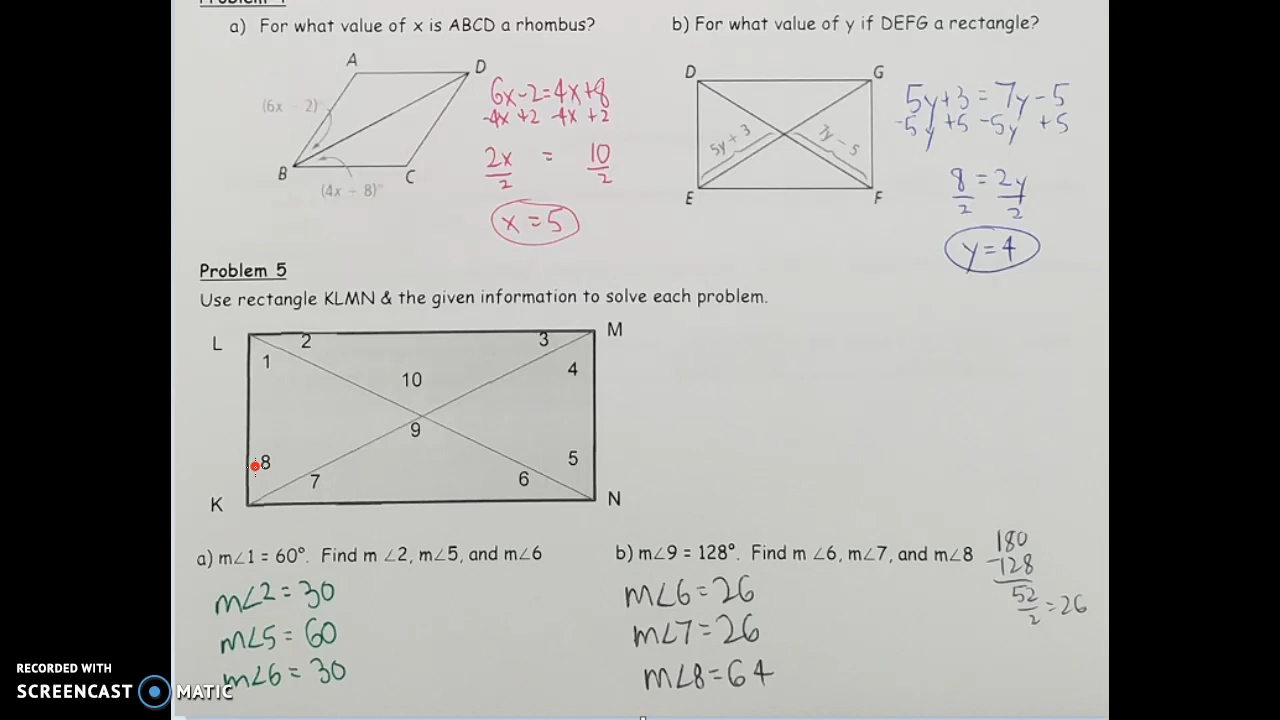 a) For what value of x is ABCD a rhombus?
b) For what value of y if DEFG a rectangle?
A
D
(6x - 2)
B
C
(4x + 8)°
6x-2=4x+8
-4x +2 -4x +2
2x = 10
2 2
x = 5
D
G
5y + 3
7y - 5
E
F
5y+3 = 7y-5
-5y +5 -5y +5
8 = 2y
2 2
y = 4
Problem 5
Use rectangle KLMN & the given information to solve each problem.
L
M
2
3
1
4
10
9
8
5
7
6
K
N
a) m∠1 = 60°. Find m ∠2, m∠5, and m∠6
m∠2 = 30
m∠5 = 60
m∠6 = 30
b) m∠9 = 128°. Find m ∠6, m∠7, and m∠8
m∠6 = 26
m∠7 = 26
m∠8 = 64
180
-128
52 = 26
2
RECORDED WITH
SCREENCAST MATIC